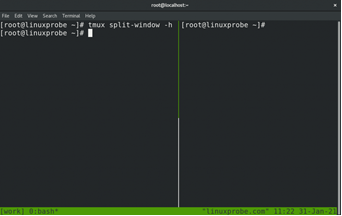 root@localhost:~
File Edit View Search Terminal Help
[root@linuxprobe ~]# tmux split-window -h
[root@linuxprobe ~]#
[root@linuxprobe ~]#
[work] 0:bash* "linuxprobe.com" 11:22 31-Jan-21